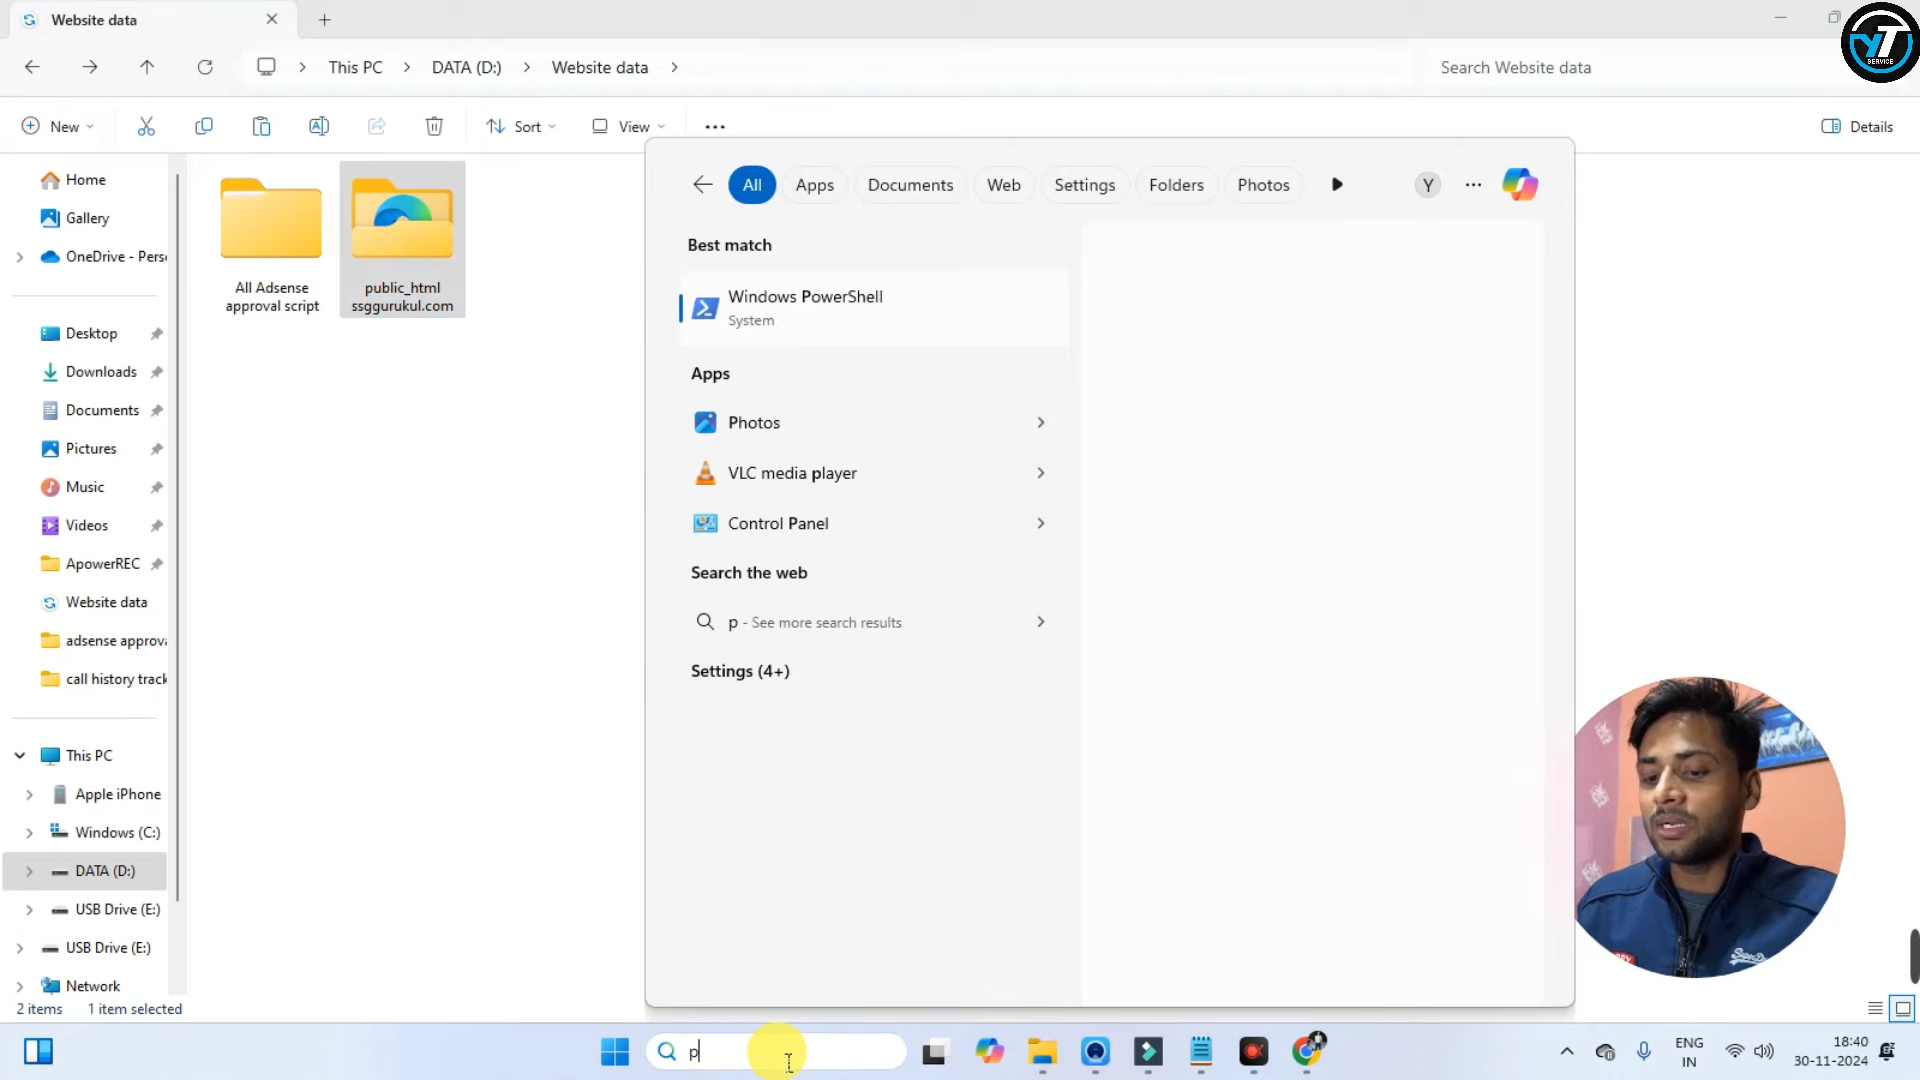 Website data
This PC
DATA (D:)
Website data
Search Website data
YT
SERVICE
New
Sort
View
Details
Home
Gallery
OneDrive - Perso
Desktop
Downloads
Documents
Pictures
Music
Videos
ApowerREC
Website data
adsense approva
call history track
This PC
Apple iPhone
Windows (C:)
DATA (D:)
USB Drive (E:)
USB Drive (E:)
Network
2 items 1 item selected
All Adsense
approval script
public_html
ssggurukul.com
All Apps Documents Web Settings Folders Photos Y
Best match
Windows PowerShell
System
Apps
Photos
VLC media player
Control Panel
Search the web
p - See more search results
Settings (4+)
p
ENG
IN
18:40
30-11-2024